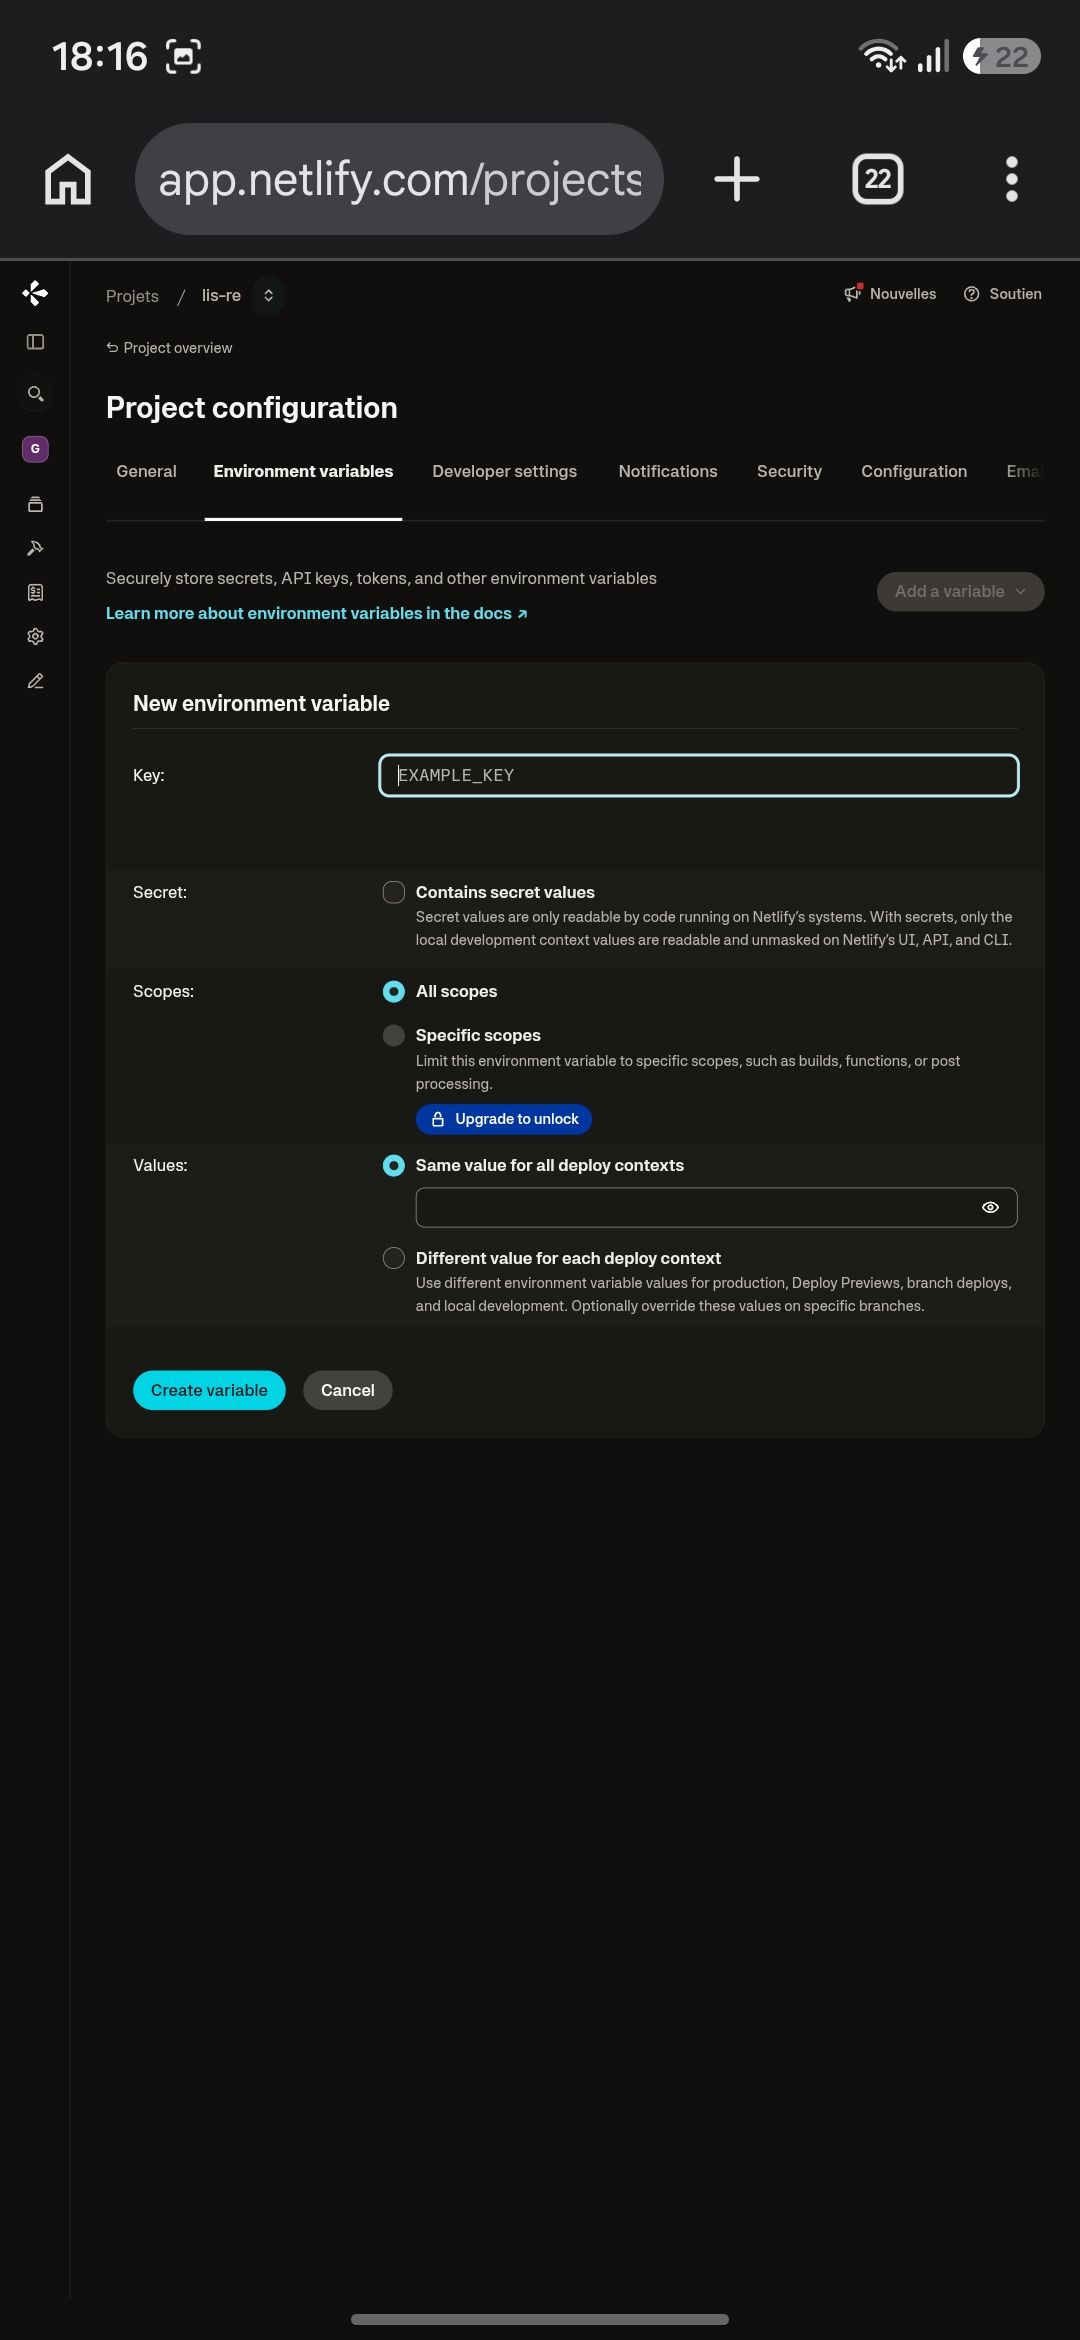 18:16
22
app.netlify.com/projects
22
Projets / lis-re
Nouvelles
Soutien
Project overview
Project configuration
G
General
Environment variables
Developer settings
Notifications
Security
Configuration
Emai
Securely store secrets, API keys, tokens, and other environment variables
Learn more about environment variables in the docs ↗
Add a variable
New environment variable
Key:
EXAMPLE_KEY
Secret:
Contains secret values
Secret values are only readable by code running on Netlify's systems. With secrets, only the
local development context values are readable and unmasked on Netlify's UI, API, and CLI.
Scopes:
All scopes
Specific scopes
Limit this environment variable to specific scopes, such as builds, functions, or post
processing.
Upgrade to unlock
Values:
Same value for all deploy contexts
Different value for each deploy context
Use different environment variable values for production, Deploy Previews, branch deploys,
and local development. Optionally override these values on specific branches.
Create variable
Cancel